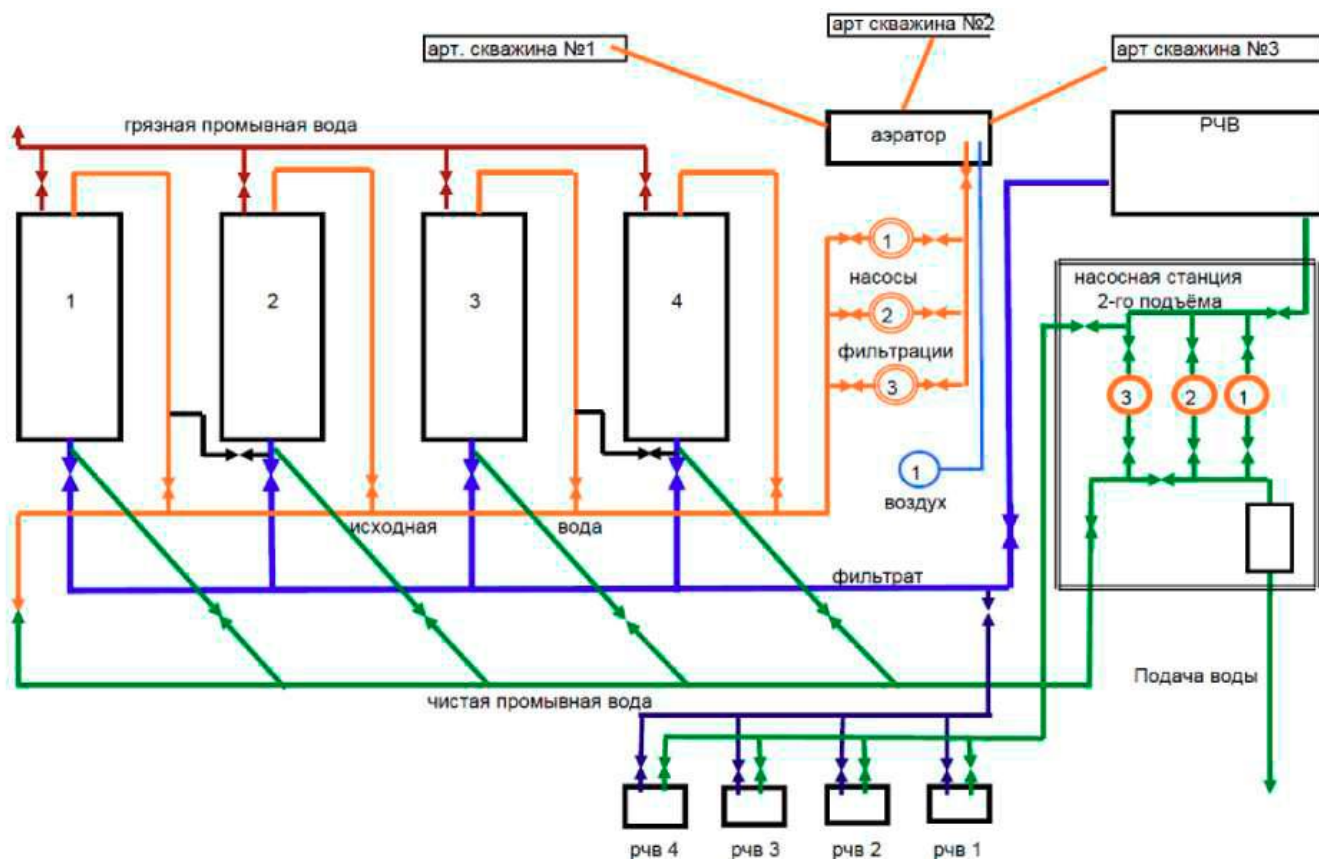 арт скважина №2
арт. скважина №1
арт скважина №3
грязная промывная вода
аэратор
РЧВ
1
2
3
4
1
насосы
2
фильтрации
3
насосная станция
2-го подъёма
3
2
1
1
воздух
исходная вода
фильтрат
чистая промывная вода
Подача воды
рчв 4
рчв 3
рчв 2
рчв 1